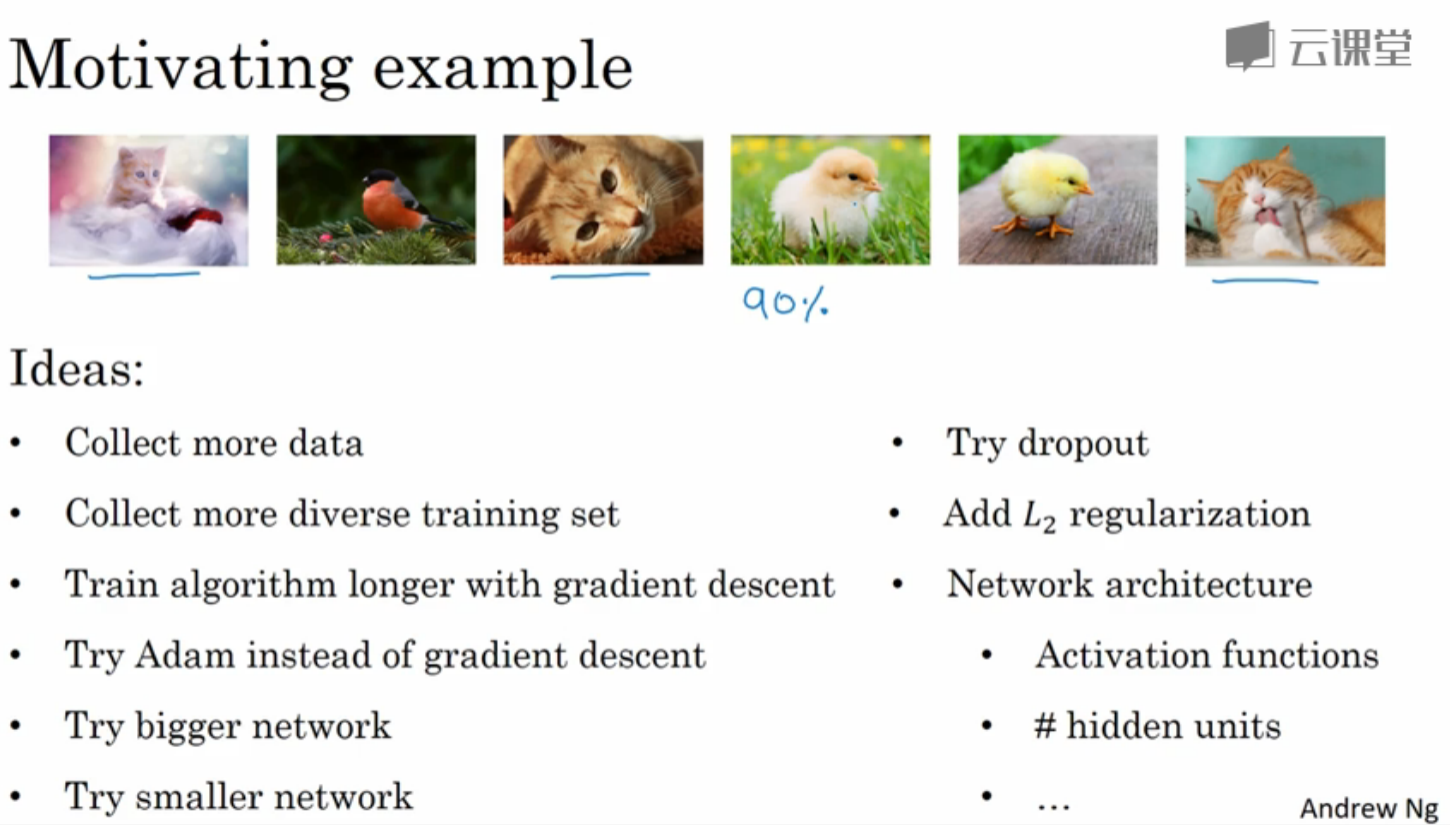 Motivating example
云课堂
90%
Ideas:
• Collect more data
• Collect more diverse training set
• Train algorithm longer with gradient descent
• Try Adam instead of gradient descent
• Try bigger network
• Try smaller network
• Try dropout
• Add L₂ regularization
• Network architecture
• Activation functions
• # hidden units
• ...
Andrew Ng